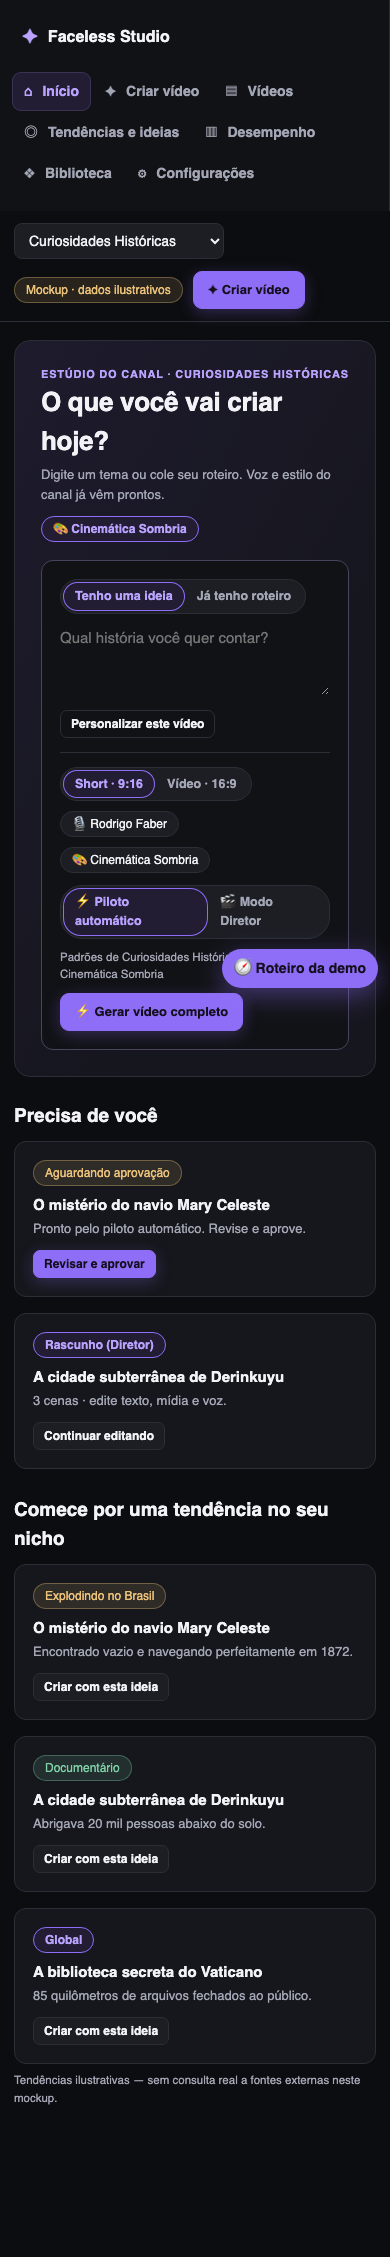 Faceless Studio
Início
Criar vídeo
Vídeos
Tendências e ideias
Desempenho
Biblioteca
Configurações
Curiosidades Históricas
Mockup · dados ilustrativos
✦ Criar vídeo
ESTÚDIO DO CANAL · CURIOSIDADES HISTÓRICAS
O que você vai criar
hoje?
Digite um tema ou cole seu roteiro. Voz e estilo do
canal já vêm prontos.
🎨 Cinemática Sombria
Tenho uma ideia
Já tenho roteiro
Qual história você quer contar?
Personalizar este vídeo
Short · 9:16
Vídeo · 16:9
🎙️ Rodrigo Faber
🎨 Cinemática Sombria
⚡ Piloto
automático
🎬 Modo
Diretor
Padrões de Curiosidades
Cinemática Sombria
🧭 Roteiro da demo
⚡ Gerar vídeo completo
Precisa de você
Aguardando aprovação
O mistério do navio Mary Celeste
Pronto pelo piloto automático. Revise e aprove.
Revisar e aprovar
Rascunho (Diretor)
A cidade subterrânea de Derinkuyu
3 cenas · edite texto, mídia e voz.
Continuar editando
Comece por uma tendência no seu
nicho
Explodindo no Brasil
O mistério do navio Mary Celeste
Encontrado vazio e navegando perfeitamente em 1872.
Criar com esta ideia
Documentário
A cidade subterrânea de Derinkuyu
Abrigava 20 mil pessoas abaixo do solo.
Criar com esta ideia
Global
A biblioteca secreta do Vaticano
85 quilômetros de arquivos fechados ao público.
Criar com esta ideia
Tendências ilustrativas — sem consulta real a fontes externas neste
mockup.